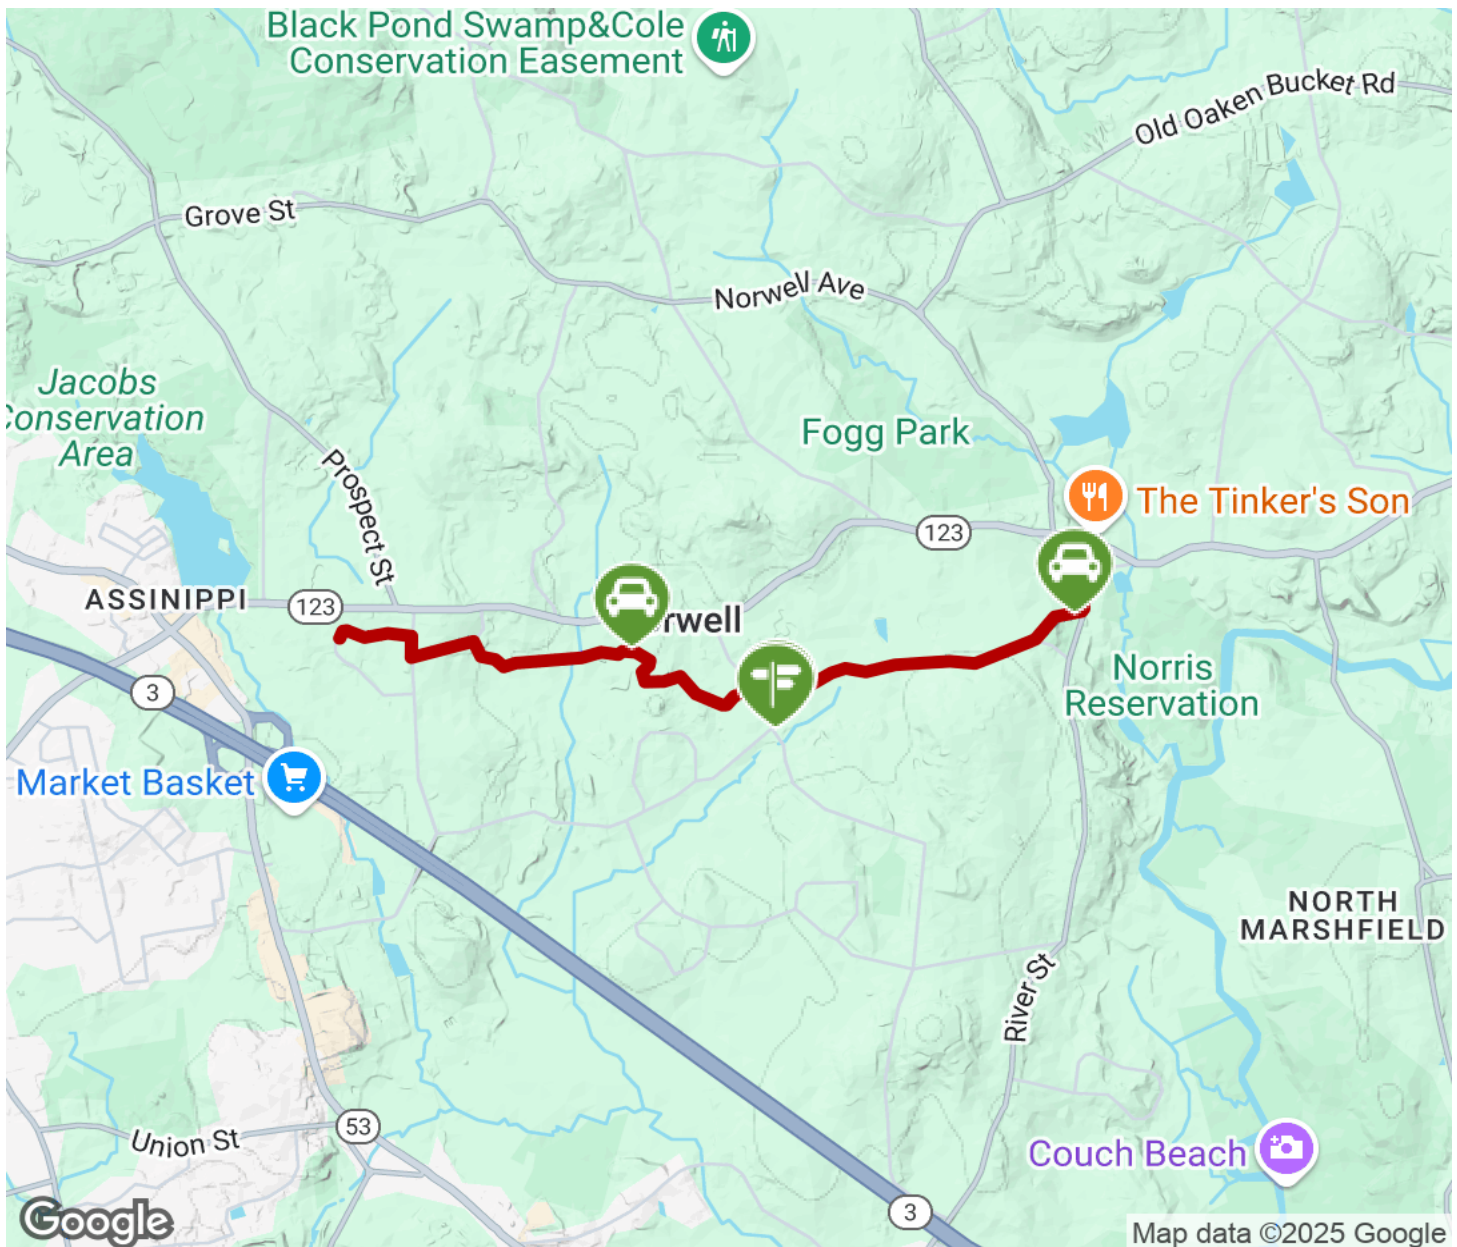 Black Pond Swamp&Cole
Conservation Easement
Old Oaken Bucket Rd
Grove St
Norwell Ave
Jacobs
Conservation
Area
Fogg Park
Prospect St
The Tinker's Son
123
ASSINIPPI
123
rwell
Norris
Reservation
3
Market Basket
NORTH
MARSHFIELD
River St
53
Union St
Couch Beach
3
Google
Map data ©2025 Google